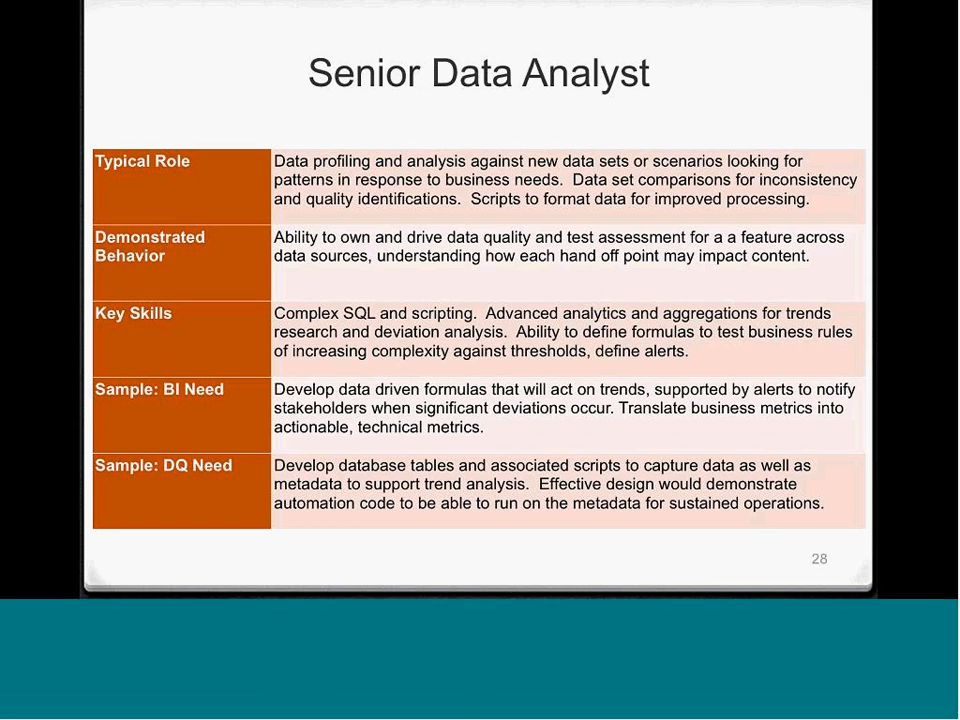 Senior Data Analyst
Typical Role
Data profiling and analysis against new data sets or scenarios looking for
patterns in response to business needs.  Data set comparisons for inconsistency
and quality identifications.  Scripts to format data for improved processing.
Demonstrated
Behavior
Ability to own and drive data quality and test assessment for a a feature across
data sources, understanding how each hand off point may impact content.
Key Skills
Complex SQL and scripting.  Advanced analytics and aggregations for trends
research and deviation analysis.  Ability to define formulas to test business rules
of increasing complexity against thresholds, define alerts.
Sample: BI Need
Develop data driven formulas that will act on trends, supported by alerts to notify
stakeholders when significant deviations occur. Translate business metrics into
actionable, technical metrics.
Sample: DQ Need
Develop database tables and associated scripts to capture data as well as
metadata to support trend analysis.  Effective design would demonstrate
automation code to be able to run on the metadata for sustained operations.
28